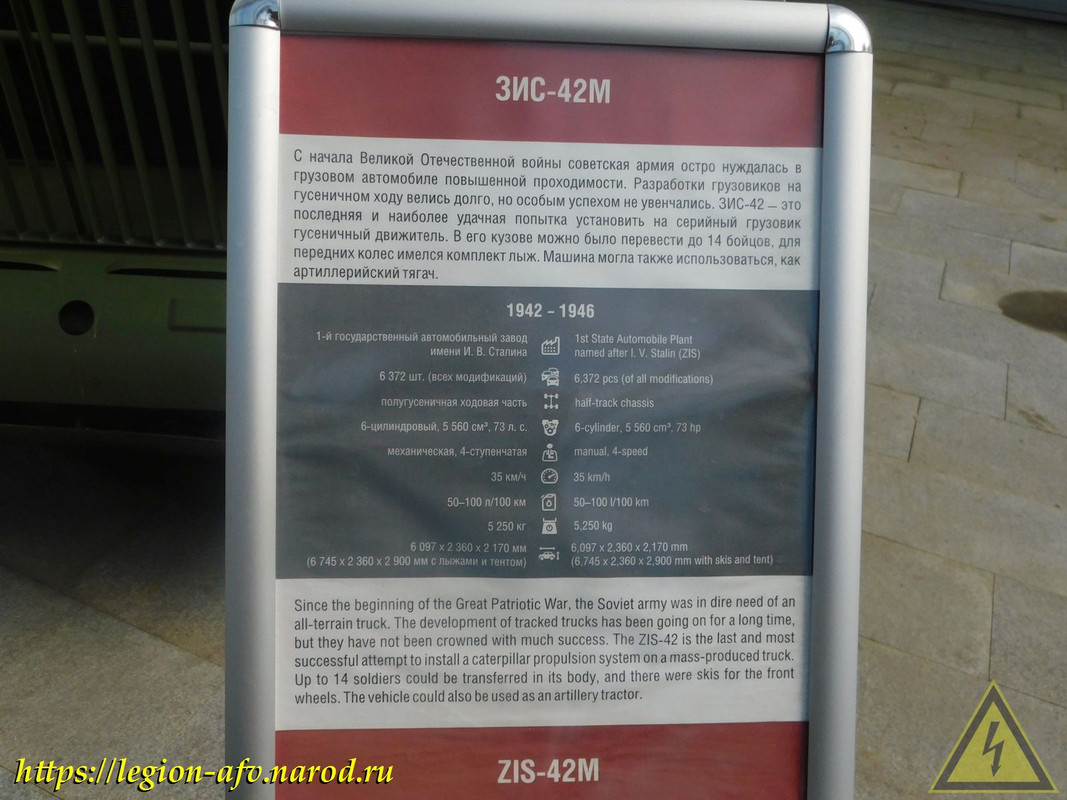 ЗИС-42М
С начала Великой Отечественной войны советская армия остро нуждалась в
грузовом автомобиле повышенной проходимости. Разработки грузовиков на
гусеничном ходу велись долго, но особым успехом не увенчались. ЗИС-42 – это
последняя и наиболее удачная попытка установить на серийный грузовик
гусеничный движитель. В его кузове можно было перевести до 14 бойцов, для
передних колес имелся комплект лыж. Машина могла также использоваться, как
артиллерийский тягач.
1942 - 1946
1-й государственный автомобильный завод
имени И. В. Сталина
1st State Automobile Plant
named after I. V. Stalin (ZIS)
6 372 шт. (всех модификаций)
6,372 pcs (of all modifications)
полугусеничная ходовая часть
half-track chassis
6-цилиндровый, 5 560 см³, 73 л. с.
6-cylinder, 5 560 cm³, 73 hp
механическая, 4-ступенчатая
manual, 4-speed
35 км/ч
35 km/h
50–100 л/100 км
50–100 l/100 km
5 250 кг
5,250 kg
6 097 х 2 360 х 2 170 мм
(6 745 х 2 360 х 2 900 мм с лыжами и тентом)
6,097 x 2,360 x 2,170 mm
(6,745 x 2,360 x 2,900 mm with skis and tent)
Since the beginning of the Great Patriotic War, the Soviet army was in dire need of an
all-terrain truck. The development of tracked trucks has been going on for a long time,
but they have not been crowned with much success. The ZIS-42 is the last and most
successful attempt to install a caterpillar propulsion system on a mass-produced truck.
Up to 14 soldiers could be transferred in its body, and there were skis for the front
wheels. The vehicle could also be used as an artillery tractor.
ZIS-42M
https://legion-afv.narod.ru